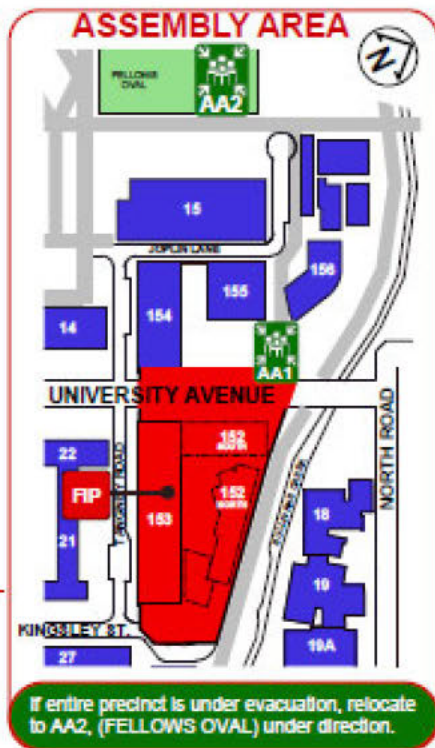 ASSEMBLY AREA
N
FELLOWS
OVAL
AA2
15
JOPLIN LANE
156
155
154
14
AA1
UNIVERSITY AVENUE
152
SOUTH
22
FIP
152
NORTH
153
NORTH ROAD
18
21
19
KINGSLEY ST.
27
19A
If entire precinct is under evacuation, relocate
to AA2, (FELLOWS OVAL) under direction.